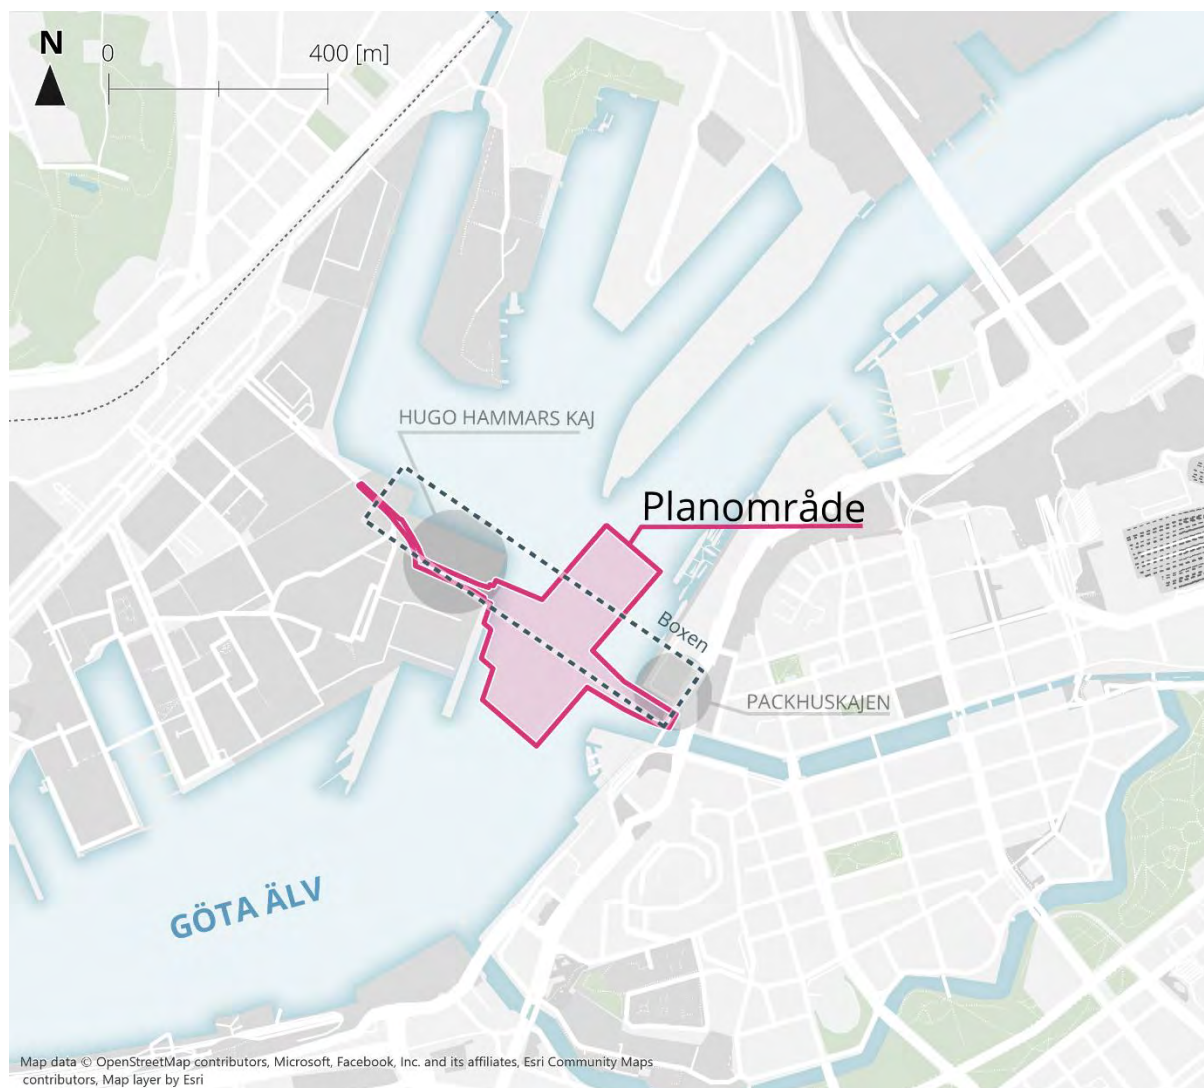 N
0 400 [m]
HUGO HAMMARS KAJ
Planområde
Boxen
PACKHUSKAJEN
GÖTA ÄLV
Map data © OpenStreetMap contributors, Microsoft, Facebook, Inc. and its affiliates, Esri Community Maps
contributors, Map layer by Esri